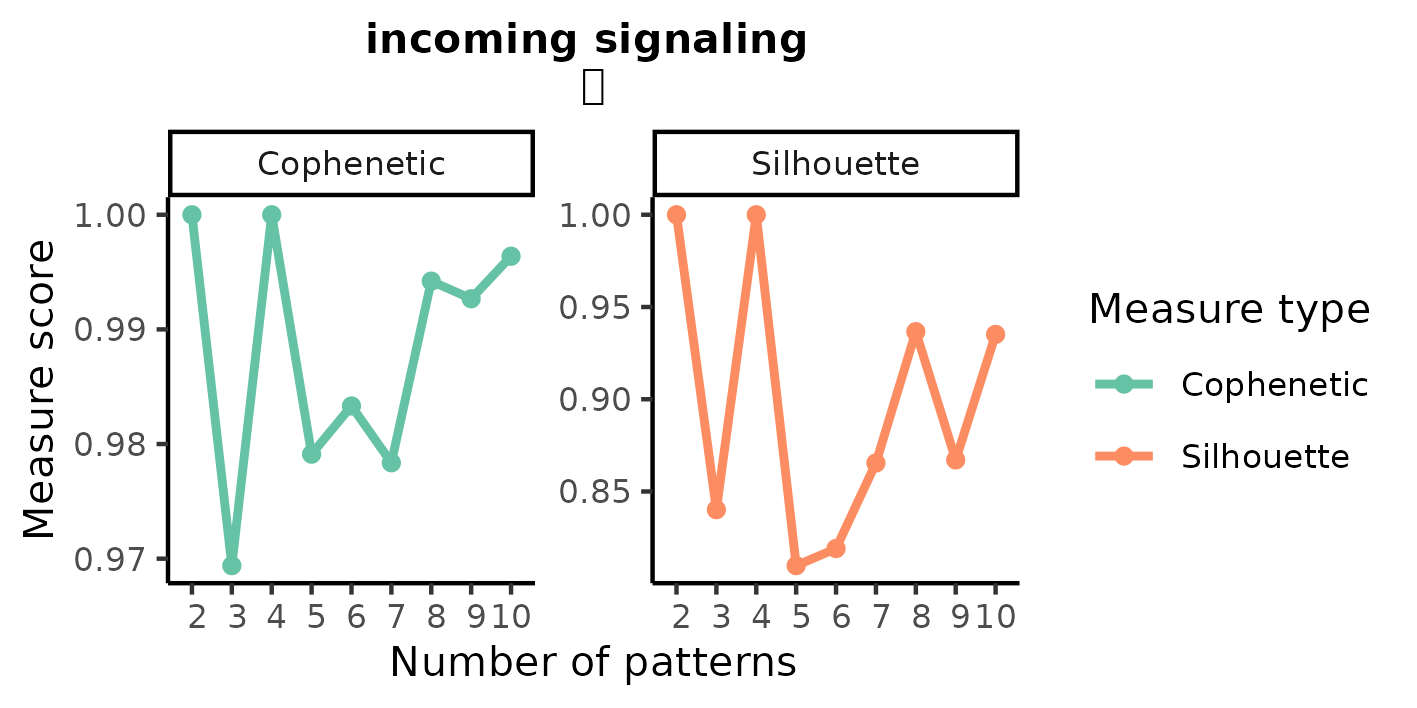 incoming signaling
Cophenetic
Silhouette
Measure score
1.00
0.99
0.98
0.97
1.00
0.95
0.90
0.85
2 3 4 5 6 7 8 9 10
2 3 4 5 6 7 8 9 10
Number of patterns
Measure type
Cophenetic
Silhouette